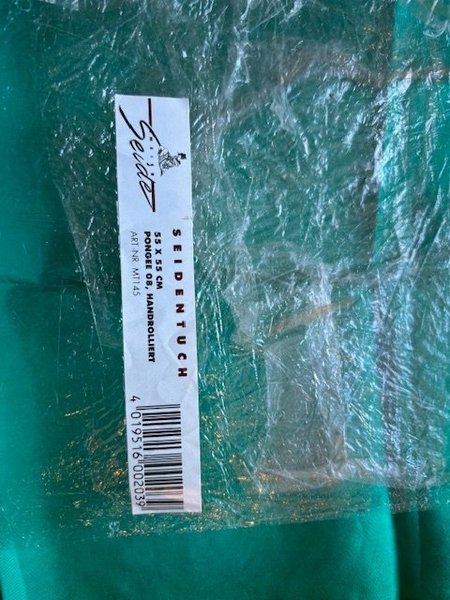 Seide
SEIDENTUCH
55 X 55 CM
PONGEE 08, HANDROLLIERT
ART-NR. MT145
4 019516 002039